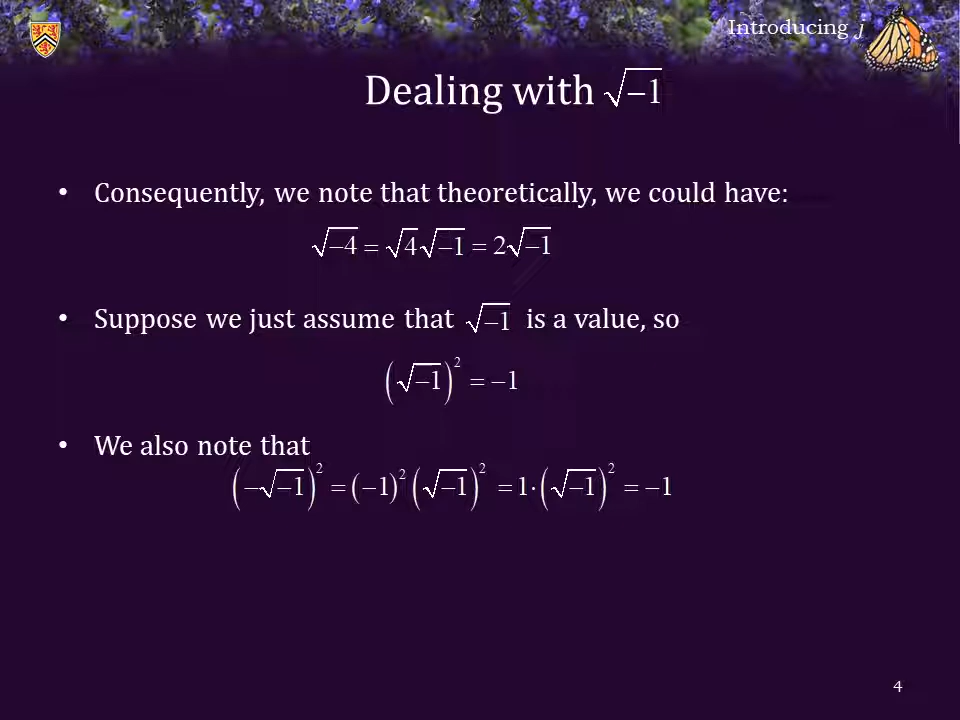 Introducing j
Dealing with √−1
• Consequently, we note that theoretically, we could have:
√−4 = √4√−1 = 2√−1
• Suppose we just assume that √−1 is a value, so
(√−1)² = −1
• We also note that
(−√−1)² = (−1)²(√−1)² = 1·(√−1)² = −1
4